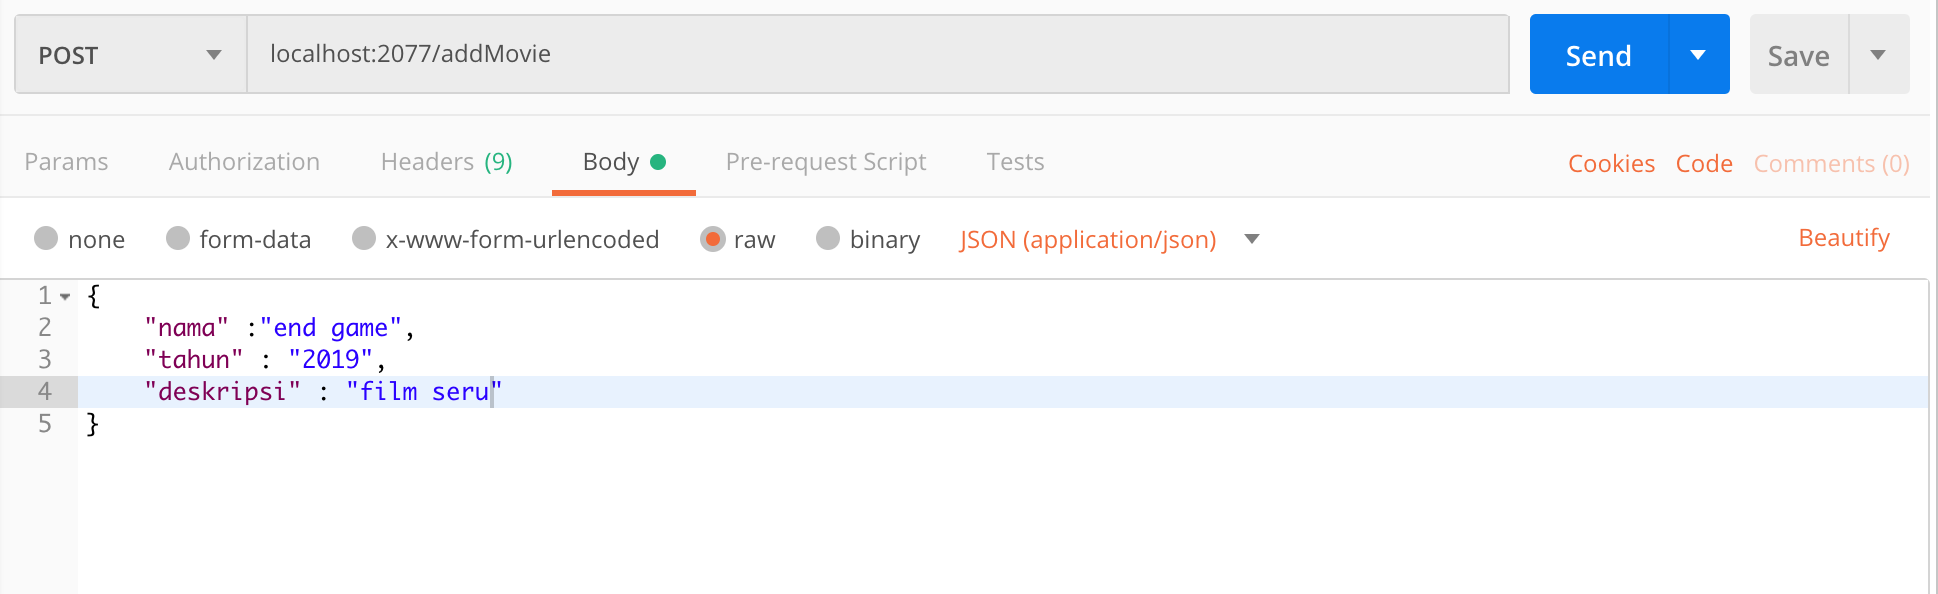 POST localhost:2077/addMovie Send Save
Params Authorization Headers (9) Body Pre-request Script Tests Cookies Code Comments (0)
none form-data x-www-form-urlencoded raw binary JSON (application/json) Beautify
1 {
2 "nama" :"end game",
3 "tahun" : "2019",
4 "deskripsi" : "film seru"
5 }